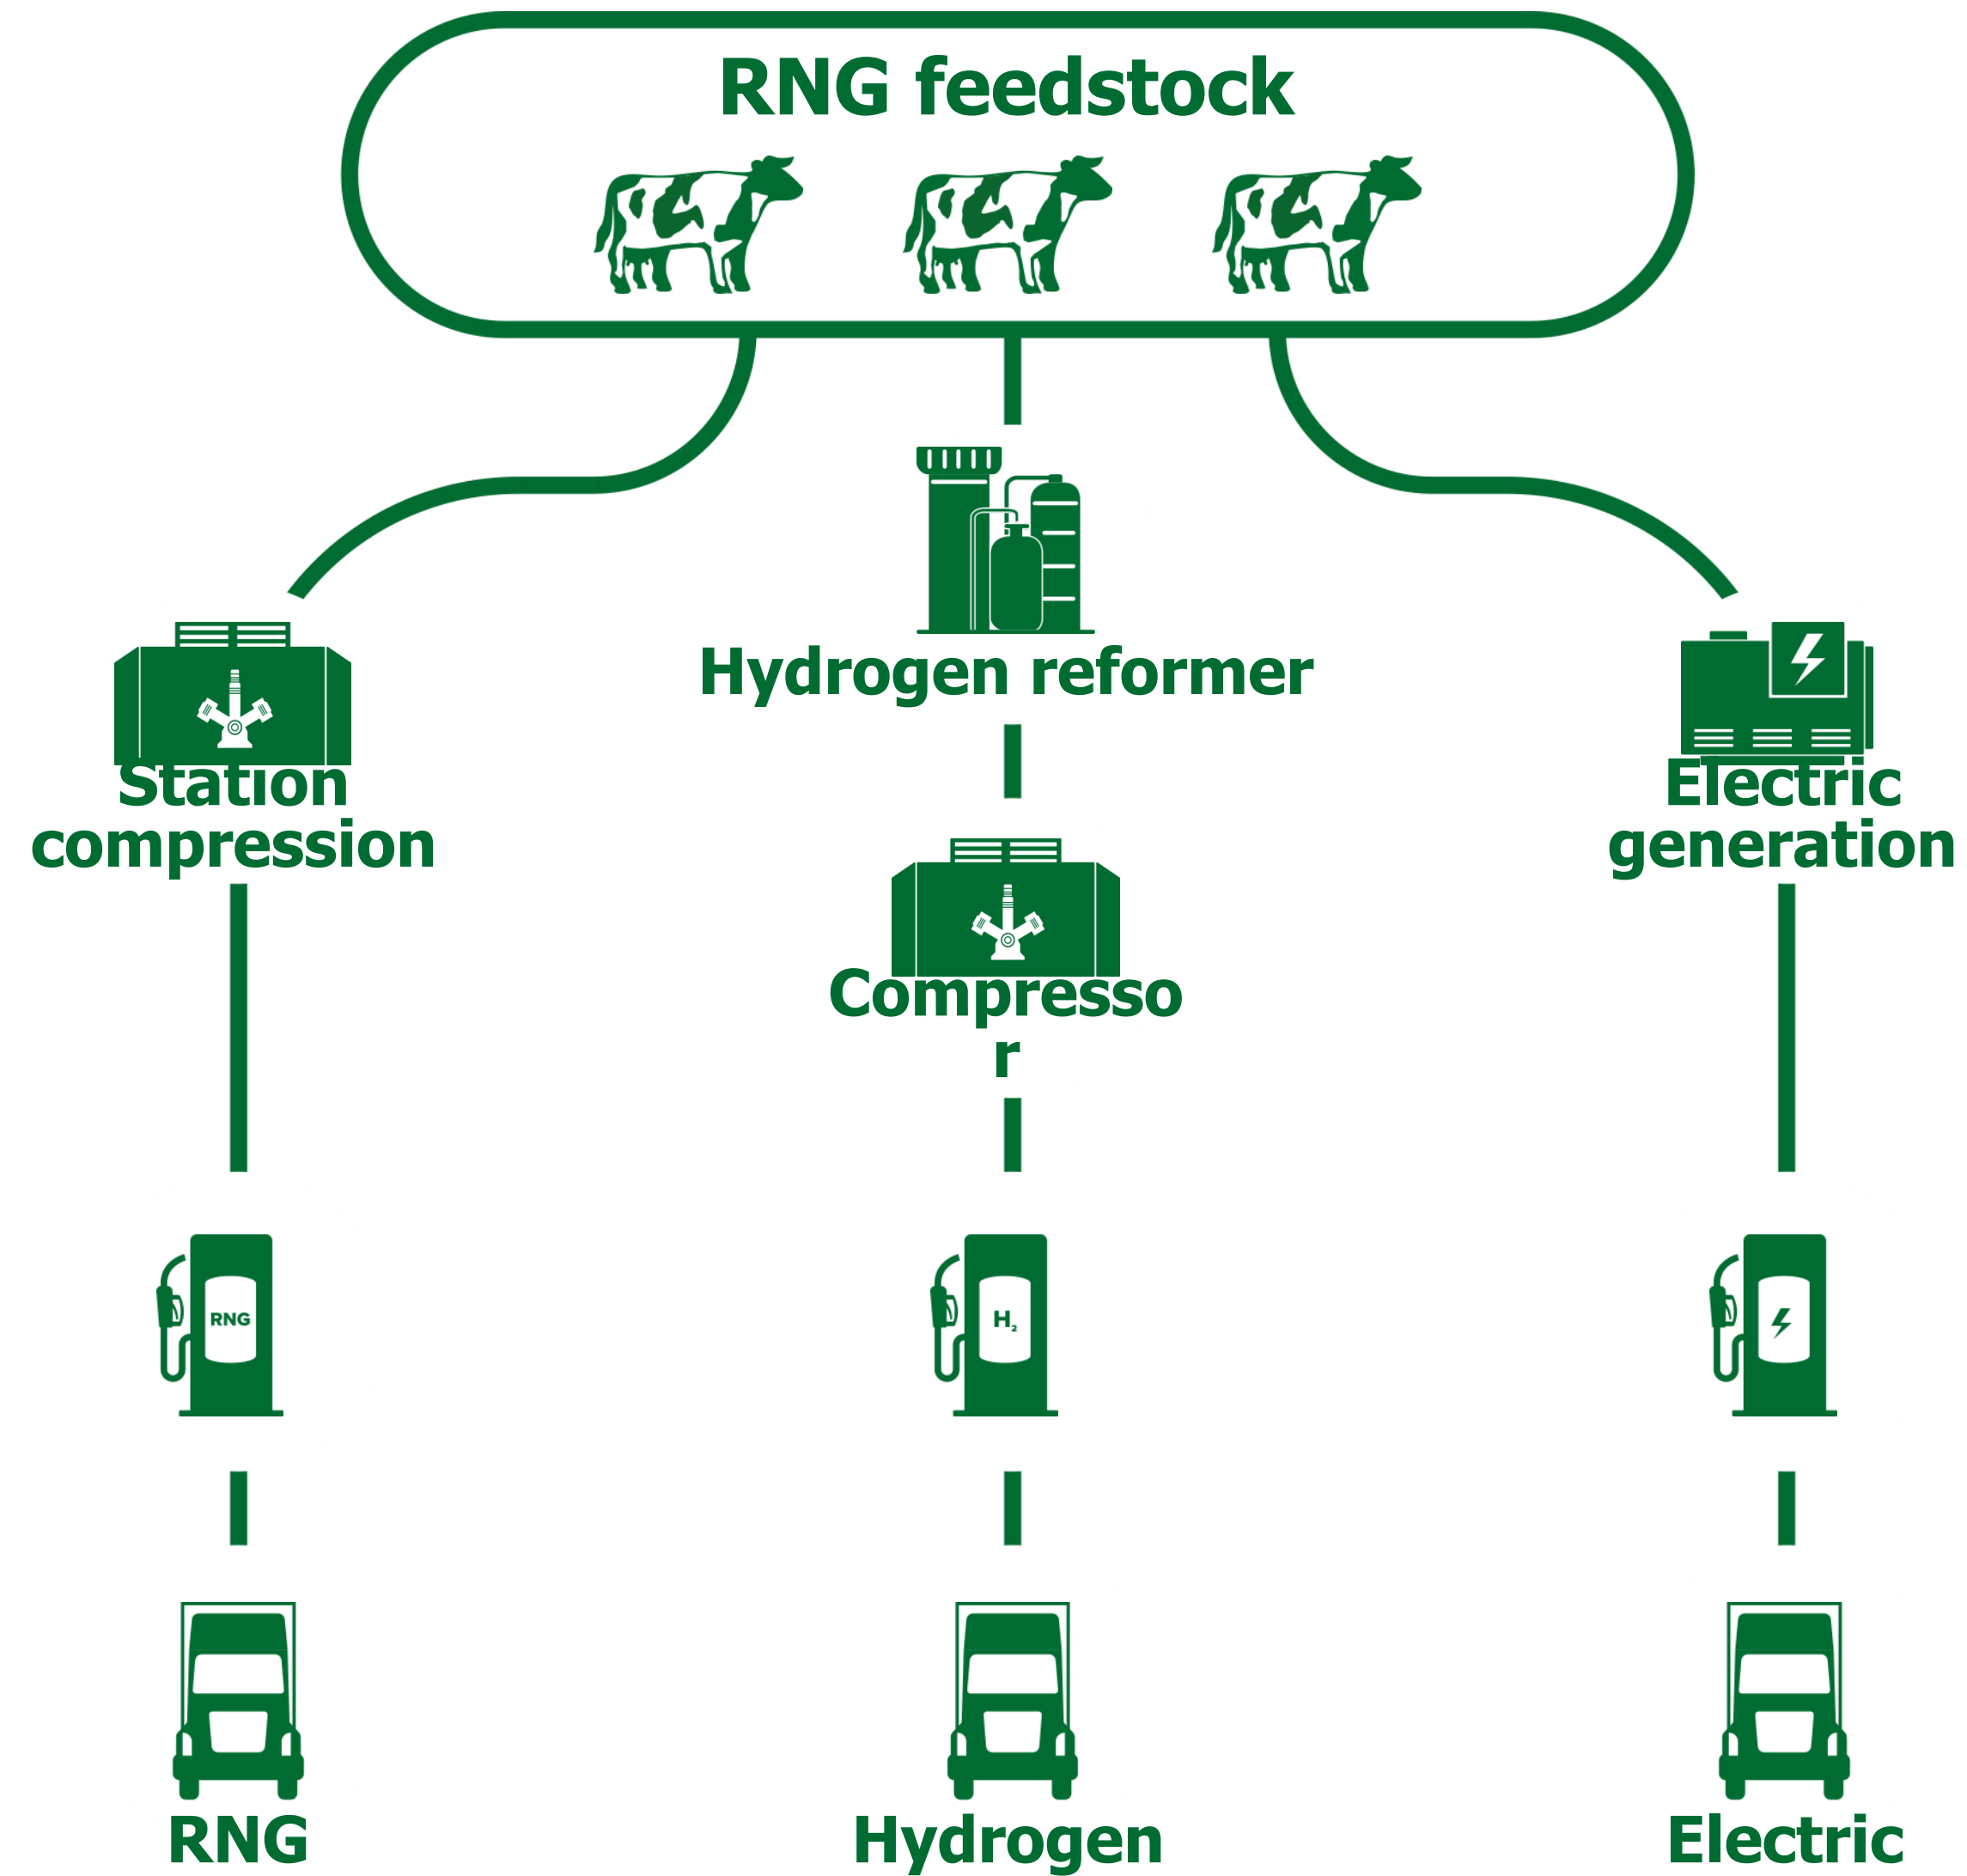 RNG feedstock
Hydrogen reformer
Station
compression
Electric
generation
Compresso
r
RNG
H₂
RNG
Hydrogen
Electric